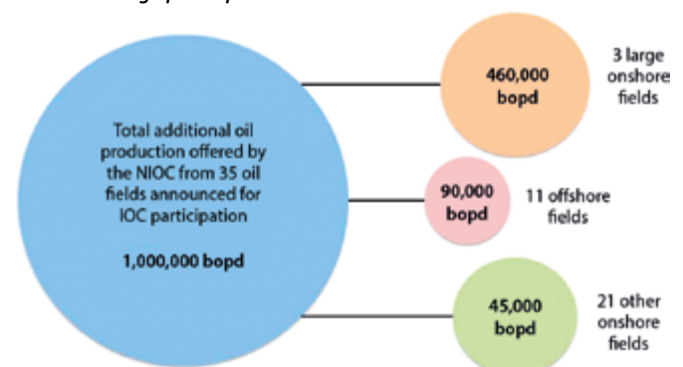 Total additional oil
production offered by
the NIOC from 35 oil
fields announced for
IOC participation
1,000,000 bopd
460,000
bopd
3 large
onshore
fields
90,000
bopd
11 offshore
fields
45,000
bopd
21 other
onshore
fields